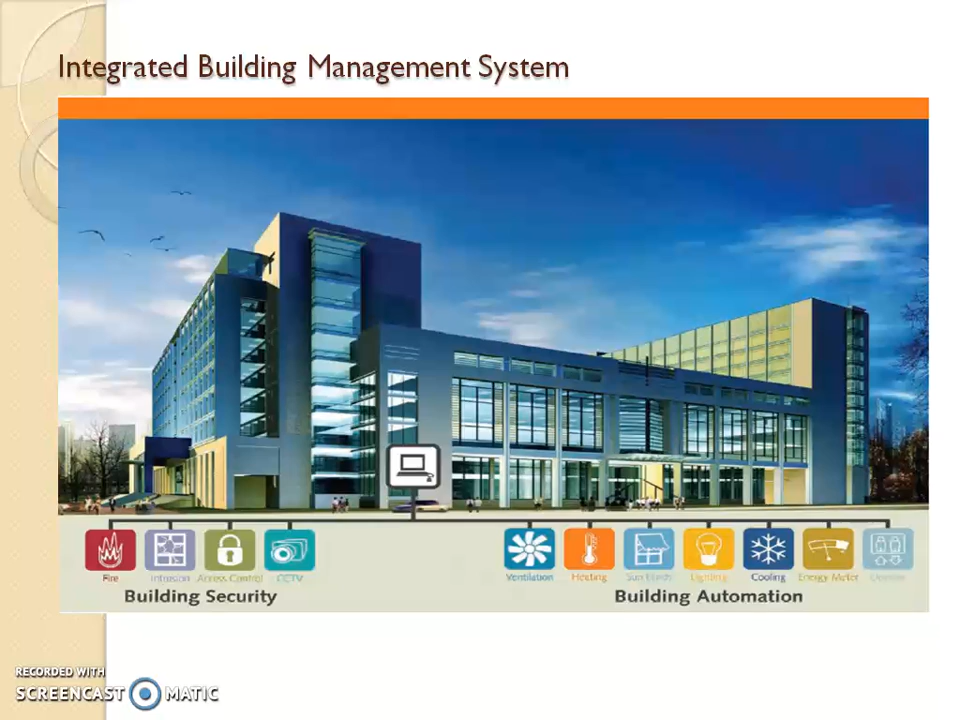 Integrated Building Management System
Fire Intrusion Access Control CCTV
Ventilation Heating Sun Blinds Lighting Cooling Energy Meter Elevator
Building Security
Building Automation
RECORDED WITH
SCREENCAST MATIC